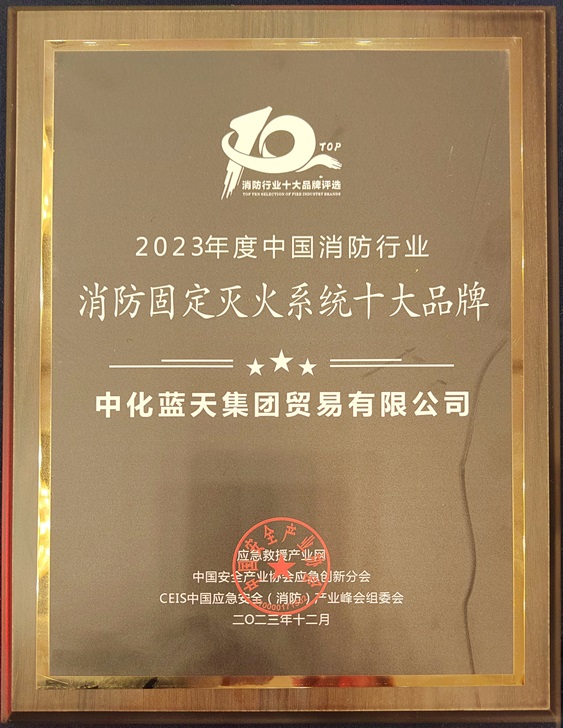 TOP
消防行业十大品牌评选
TOP TEN SELECTION OF FIRE INDUSTRY BRANDS
2023年度中国消防行业
消防固定灭火系统十大品牌
中化蓝天集团贸易有限公司
应急救援产业网
中国安全产业协会应急创新分会
CEIS中国应急安全（消防）产业峰会组委会
二〇二三年十二月